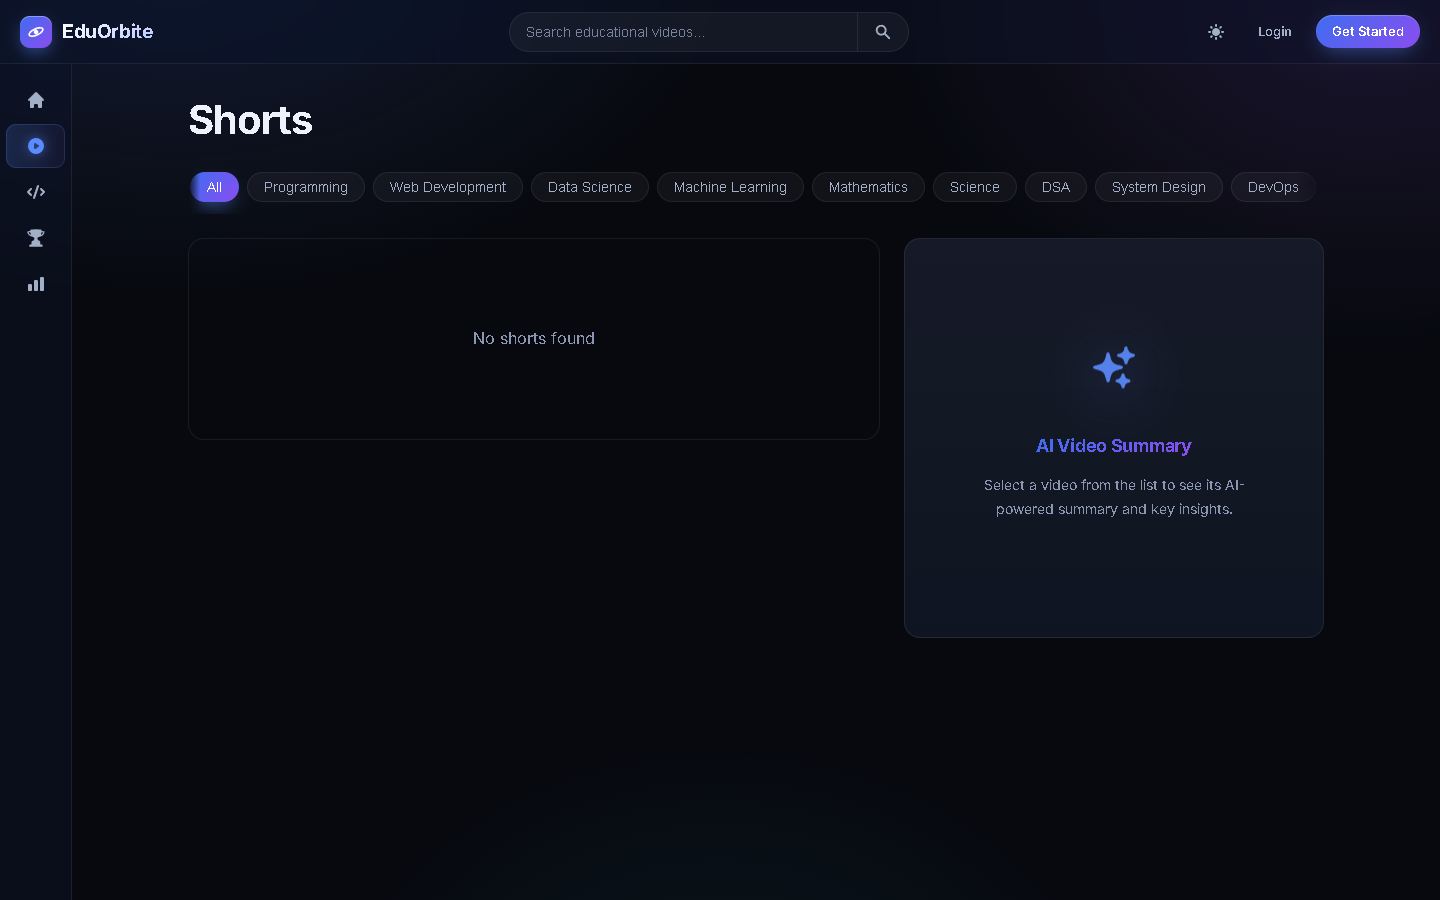 EduOrbite
Search educational videos...
Login
Get Started
Shorts
All
Programming
Web Development
Data Science
Machine Learning
Mathematics
Science
DSA
System Design
DevOps
No shorts found
AI Video Summary
Select a video from the list to see its AI-
powered summary and key insights.